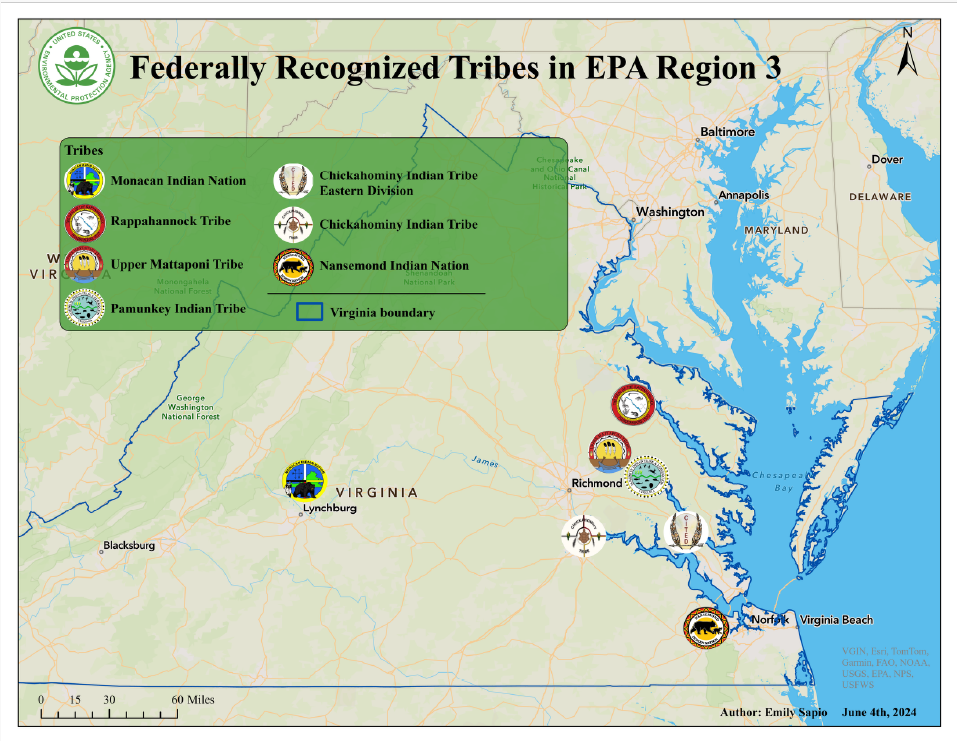 UNITED STATES
ENVIRONMENTAL PROTECTION AGENCY
Federally Recognized Tribes in EPA Region 3
N
Tribes
Monacan Indian Nation
Rappahannock Tribe
Upper Mattaponi Tribe
Pamunkey Indian Tribe
Chickahominy Indian Tribe
Eastern Division
Chickahominy Indian Tribe
Nansemond Indian Nation
Virginia boundary
Baltimore
Dover
Annapolis
DELAWARE
Washington
MARYLAND
Chesapeake
and Ohio Canal
National
Historical Park
W
VIRGINIA
Monongahela
National Forest
Shenandoah
National Park
George
Washington
National Forest
James
Richmond
Chesapeake
Bay
VIRGINIA
Lynchburg
CHICKAHOMINY
TRIBE
CITED
Blacksburg
Norfolk
Virginia Beach
VGIN, Esri, TomTom,
Garmin, FAO, NOAA,
USGS, EPA, NPS,
USFWS
0 15 30 60 Miles
Author: Emily Sapio June 4th, 2024